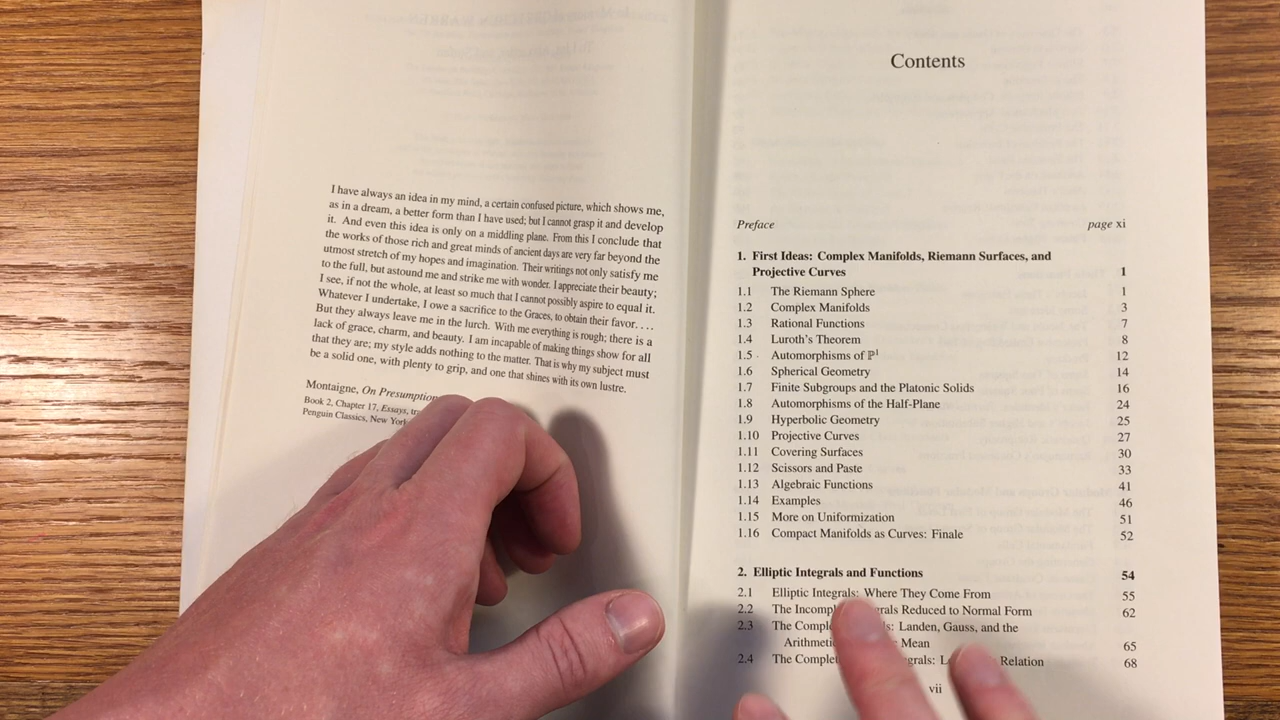 I have always an idea in my mind, a certain confused picture, which shows me,
as in a dream, a better form than I have used; but I cannot grasp it and develop
it. And even this idea is only on a middling plane. From this I conclude that
the works of those rich and great minds of ancient days are very far beyond the
utmost stretch of my hopes and imagination. Their writings not only satisfy me
to the full, but astound me and strike me with wonder. I appreciate their beauty;
I see, if not the whole, at least so much that I cannot possibly aspire to equal it.
Whatever I undertake, I owe a sacrifice to the Graces, to obtain their favor. . . .
But they always leave me in the lurch. With me everything is rough; there is a
lack of grace, charm, and beauty. I am incapable of making things show for all
that they are; my style adds nothing to the matter. That is why my subject must
be a solid one, with plenty to grip, and one that shines with its own lustre.
Montaigne, On Presumption
Book 2, Chapter 17, Essays,
Penguin Classics, New
Contents
Preface page xi
1. First Ideas: Complex Manifolds, Riemann Surfaces, and
Projective Curves 1
1.1 The Riemann Sphere 1
1.2 Complex Manifolds 3
1.3 Rational Functions 7
1.4 Luroth's Theorem 8
1.5 Automorphisms of ℙ¹ 12
1.6 Spherical Geometry 14
1.7 Finite Subgroups and the Platonic Solids 16
1.8 Automorphisms of the Half-Plane 24
1.9 Hyperbolic Geometry 25
1.10 Projective Curves 27
1.11 Covering Surfaces 30
1.12 Scissors and Paste 33
1.13 Algebraic Functions 41
1.14 Examples 46
1.15 More on Uniformization 51
1.16 Compact Manifolds as Curves: Finale 52
2. Elliptic Integrals and Functions 54
2.1 Elliptic Integrals: Where They Come From 55
2.2 The Reduced to Normal Form 62
2.3 The Landen, Gauss, and the
Mean 65
2.4 The Relation 68
vii